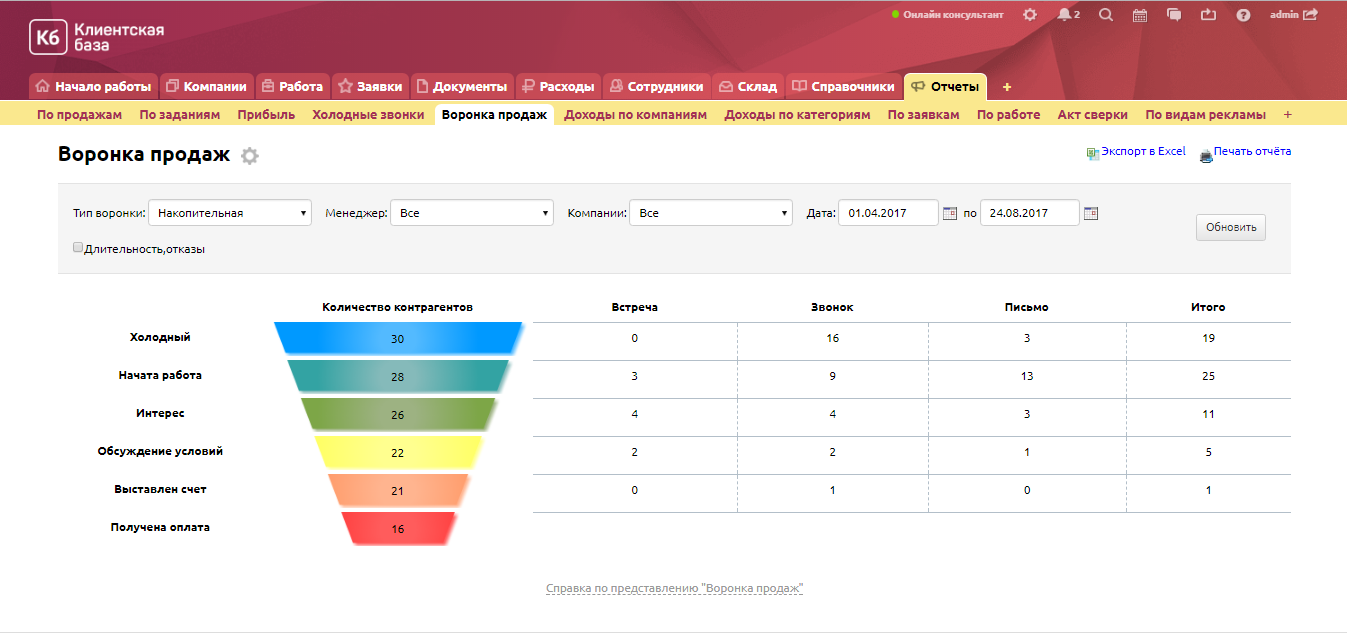 Онлайн консультант 2 admin
Кб Клиентская база
Начало работы Компании Работа Заявки Документы Расходы Сотрудники Склад Справочники Отчеты +
По продажам По заданиям Прибыль Холодные звонки Воронка продаж Доходы по компаниям Доходы по категориям По заявкам По работе Акт сверки По видам рекламы +
Воронка продаж Экспорт в Excel Печать отчёта
Тип воронки: Накопительная Менеджер: Все Компании: Все Дата: 01.04.2017 по 24.08.2017
Обновить
Длительность,отказы
Количество контрагентов Встреча Звонок Письмо Итого
Холодный 30 0 16 3 19
Начата работа 28 3 9 13 25
Интерес 26 4 4 3 11
Обсуждение условий 22 2 2 1 5
Выставлен счет 21 0 1 0 1
Получена оплата 16
Справка по представлению "Воронка продаж"